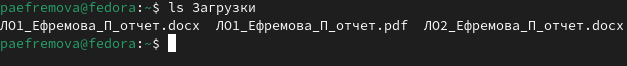 paefremova@fedora:~$ ls Загрузки
ЛО1_Ефремова_П_отчет.docx  ЛО1_Ефремова_П_отчет.pdf  ЛО2_Ефремова_П_отчет.docx
paefremova@fedora:~$